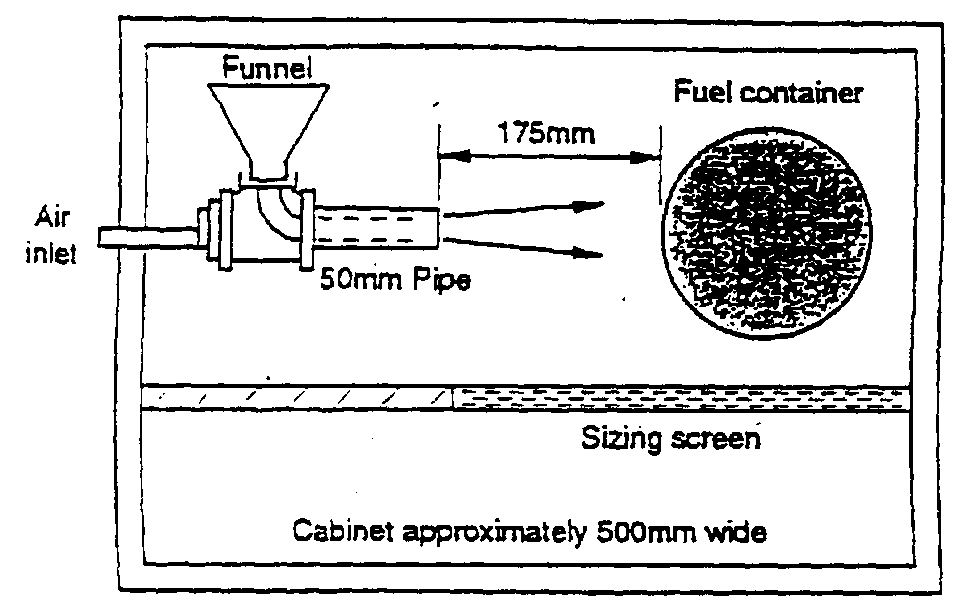 Funnel
Fuel container
175mm
Air
inlet
50mm Pipe
Sizing screen
Cabinet approximately 500mm wide